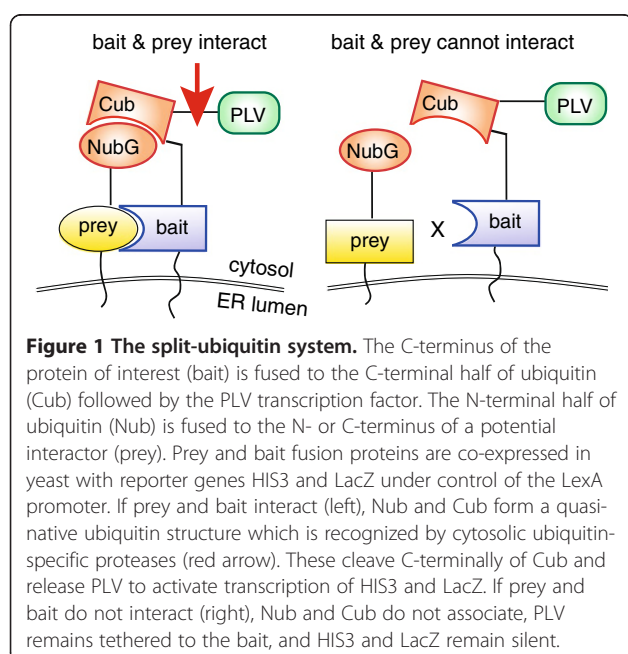 bait & prey interact
bait & prey cannot interact
Cub
PLV
NubG
prey
bait
cytosol
ER lumen
Cub
PLV
NubG
prey
X
bait
Figure 1 The split-ubiquitin system. The C-terminus of the
protein of interest (bait) is fused to the C-terminal half of ubiquitin
(Cub) followed by the PLV transcription factor. The N-terminal half of
ubiquitin (Nub) is fused to the N- or C-terminus of a potential
interactor (prey). Prey and bait fusion proteins are co-expressed in
yeast with reporter genes HIS3 and LacZ under control of the LexA
promoter. If prey and bait interact (left), Nub and Cub form a quasi-
native ubiquitin structure which is recognized by cytosolic ubiquitin-
specific proteases (red arrow). These cleave C-terminally of Cub and
release PLV to activate transcription of HIS3 and LacZ. If prey and
bait do not interact (right), Nub and Cub do not associate, PLV
remains tethered to the bait, and HIS3 and LacZ remain silent.